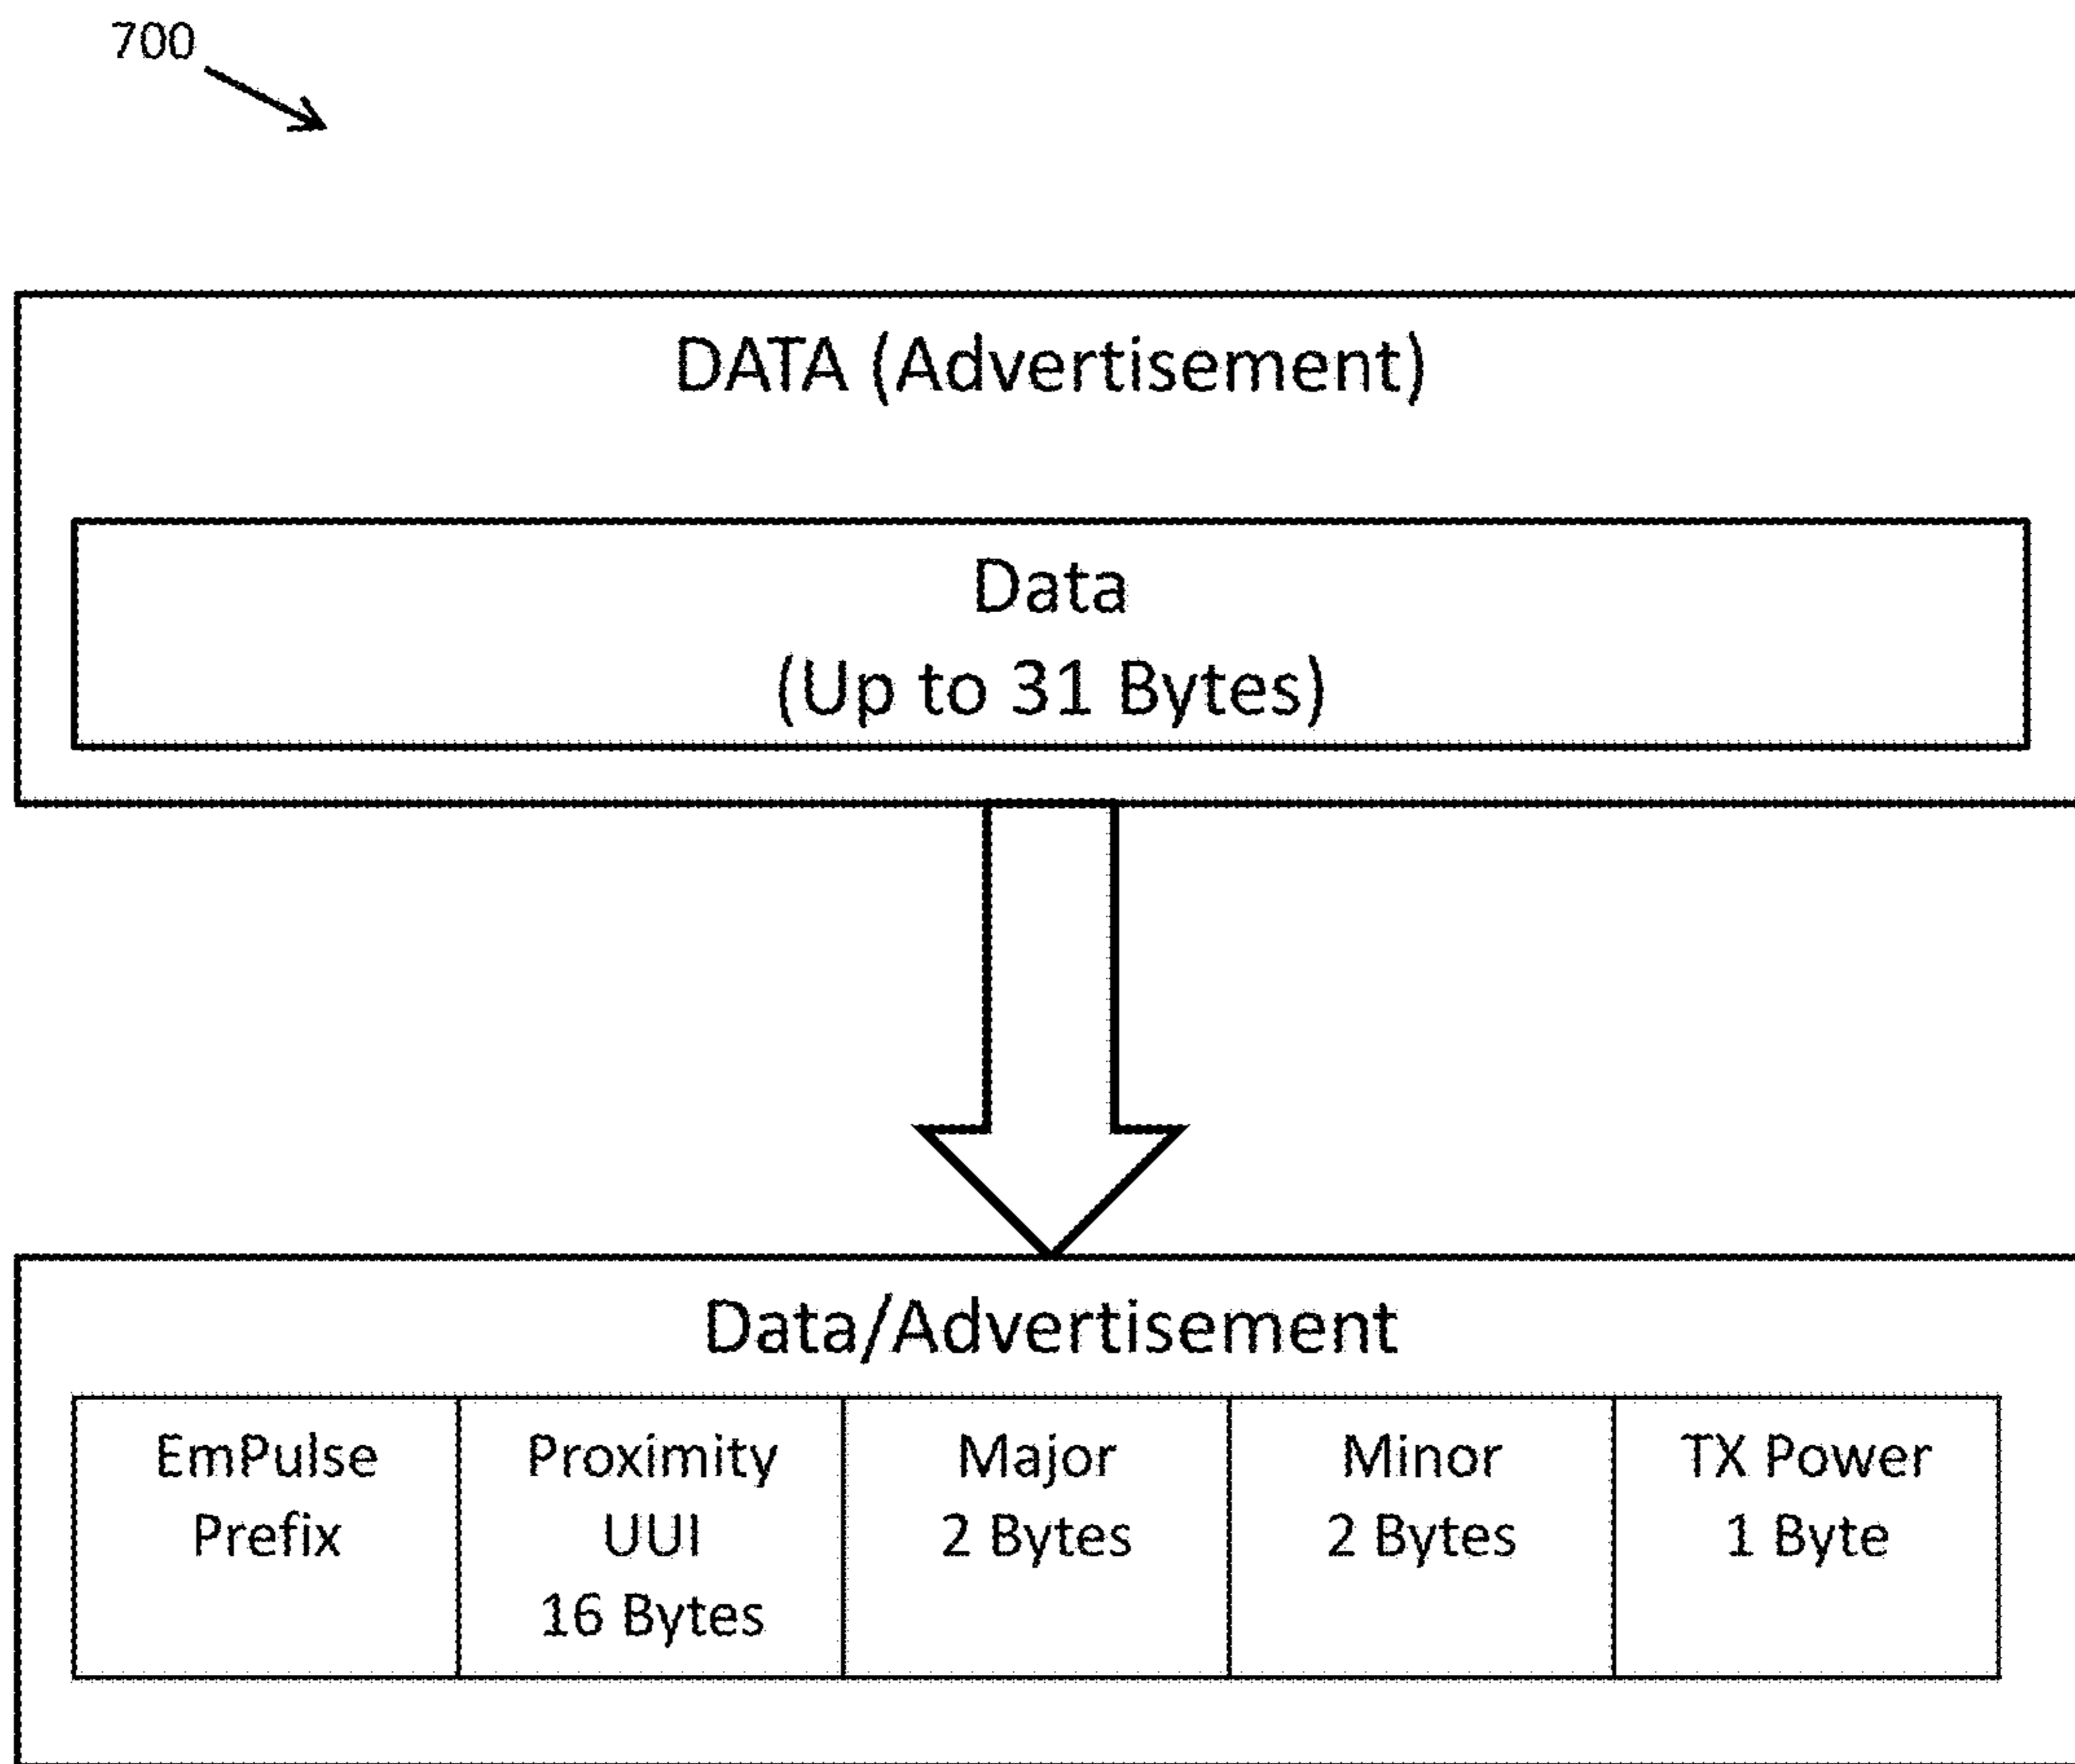 700
DATA (Advertisement)
Data
(Up to 31 Bytes)
Data/Advertisement
EmPulse
Prefix
Proximity
UUI
16 Bytes
Major
2 Bytes
Minor
2 Bytes
TX Power
1 Byte